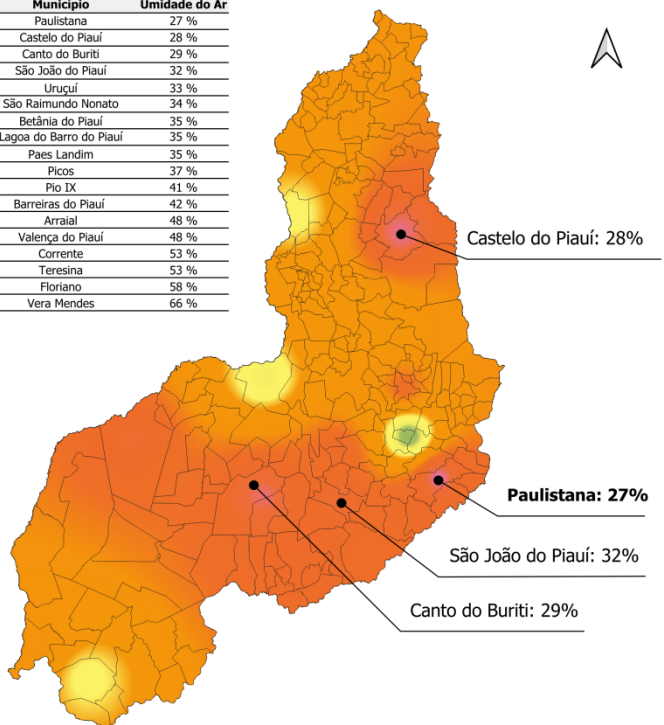 Município Umidade do Ar
Paulistana 27 %
Castelo do Piauí 28 %
Canto do Buriti 29 %
São João do Piauí 32 %
Uruçuí 33 %
São Raimundo Nonato 34 %
Betânia do Piauí 35 %
Lagoa do Barro do Piauí 35 %
Paes Landim 35 %
Picos 37 %
Pio IX 41 %
Barreiras do Piauí 42 %
Arraial 48 %
Valença do Piauí 48 %
Corrente 53 %
Teresina 53 %
Floriano 58 %
Vera Mendes 66 %
Castelo do Piauí: 28%
Paulistana: 27%
São João do Piauí: 32%
Canto do Buriti: 29%